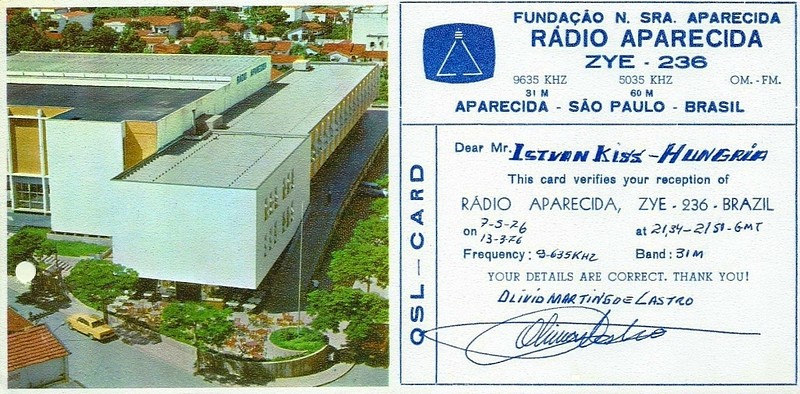 RÁDIO APARECIDA
FUNDAÇÃO N. SRA. APARECIDA
RÁDIO APARECIDA
ZYE - 236
9635 KHZ 5035 KHZ OM. - FM.
31 M 60 M
APARECIDA - SÃO PAULO - BRASIL
QSL - CARD
Dear Mr. ISTVAN KISS - HUNGRIA
This card verifies your reception of
RÁDIO APARECIDA, ZYE - 236 - BRAZIL
on 7-5-76 at 21,34 - 2151 - GMT
13-3-76
Frequency: 9-635 KHZ Band: 31 M
YOUR DETAILS ARE CORRECT. THANK YOU!
OLIVIO MARTINS DE CASTRO